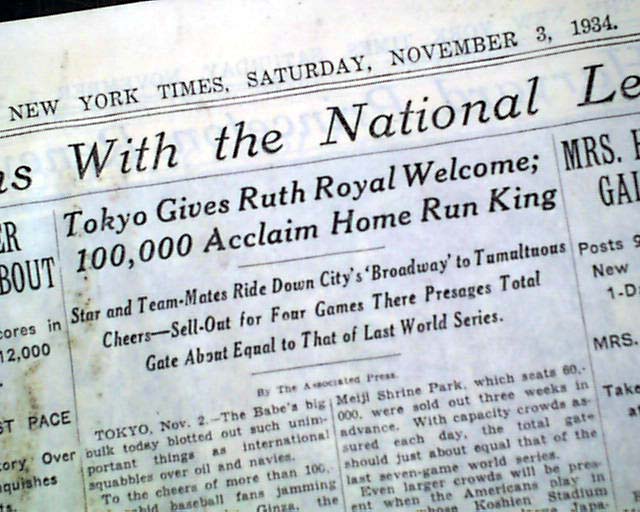 NEW YORK TIMES, SATURDAY, NOVEMBER 3, 1934.
ns With the National Le
ER
BOUT
cores in
12,000
ST PACE
tory Over
nquishes
ts.
Tokyo Gives Ruth Royal Welcome;
100,000 Acclaim Home Run King
Star and Team-Mates Ride Down City's 'Broadway' to Tumultuous
Cheers—Sell-Out for Four Games There Presages Total
Gate About Equal to That of Last World Series.
By The Associated Press.
TOKYO, Nov. 2.—The Babe's big
bulk today blotted out such unim-
portant things as international
squabbles over oil and navies.
To the cheers of more than 100,-
baseball fans jamming
Ginza, the
Meiji Shrine Park, which seats 60,-
000, were sold out three weeks in
advance. With capacity crowds as-
sured each day, the total gate
should just about equal that of the
last seven-game world series.
Even larger crowds will be pres-
ent when the Americans play in
whose Koshien Stadium
Japa-
MRS. H
GAI
Posts 9
New
1-D
MRS.
Take
a